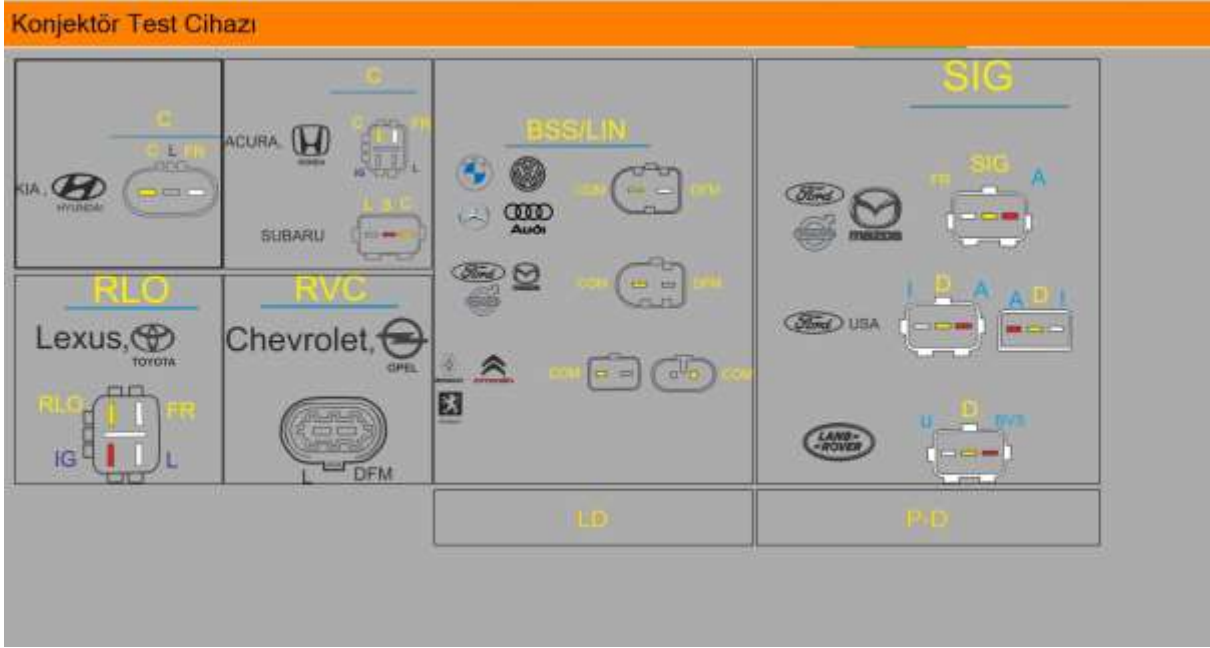 Konjektör Test Cihazı
C
C L FR
KIA, HYUNDAI
C
ACURA, HONDA
C FR
IG L
L S C
SUBARU
BSS/LIN
COM DFM
Audi
Ford mazda
COM DFM
COM COM
CITROËN
SIG
SIG
FR A
Ford mazda
I D A A D I
Ford USA
D
U BVS
LAND-
-ROVER
RLO
Lexus, TOYOTA
RLO FR
IG L
RVC
Chevrolet, OPEL
L DFM
LD
P-D